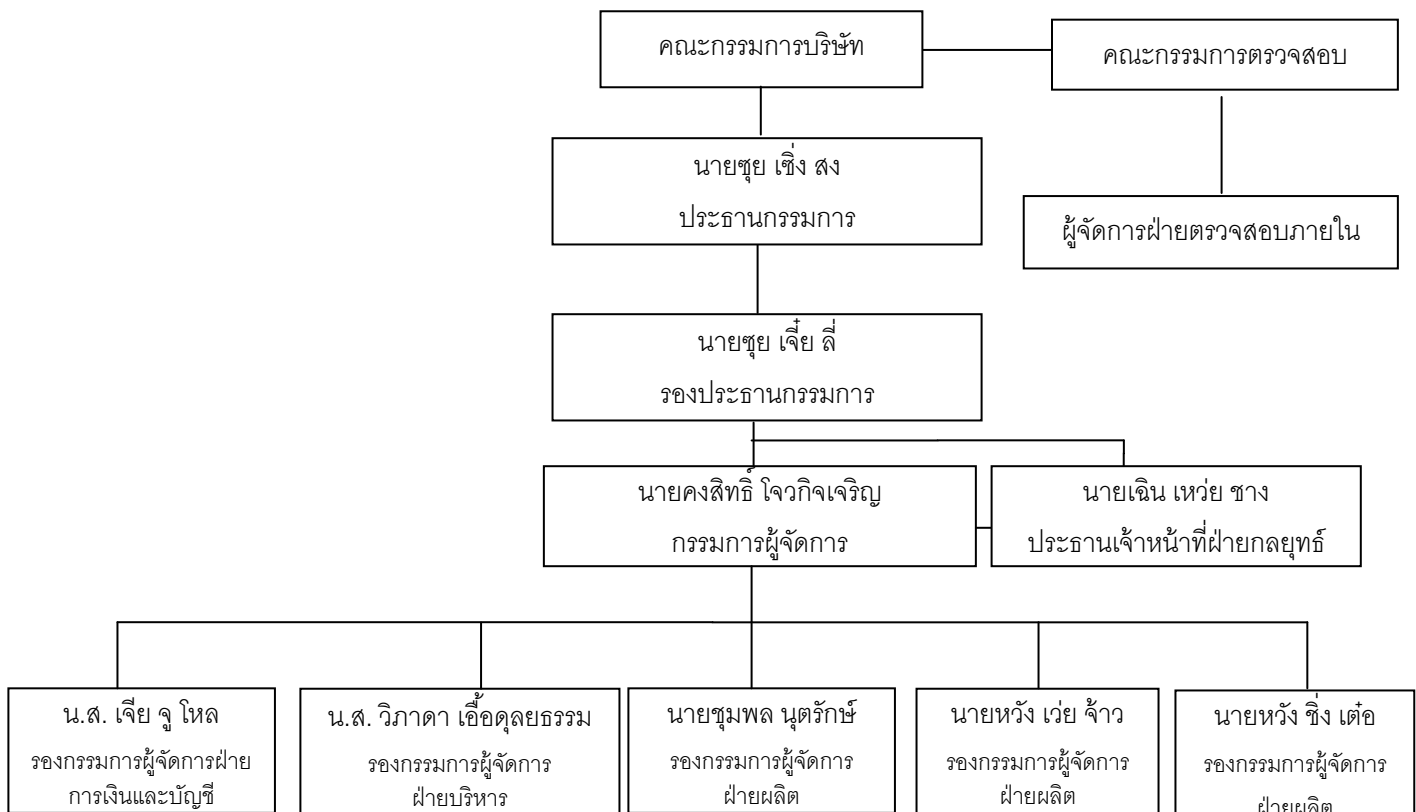 คณะกรรมการบริษัท
คณะกรรมการตรวจสอบ
นายซุย เซิ่ง สง
ประธานกรรมการ
ผู้จัดการฝ่ายตรวจสอบภายใน
นายซุย เจี๋ย ลี่
รองประธานกรรมการ
นายคงสิทธิ์ โจวกิจเจริญ
กรรมการผู้จัดการ
นายเฉิน เหว่ย ชาง
ประธานเจ้าหน้าที่ฝ่ายกลยุทธ์
น.ส. เจีย จู โหล
รองกรรมการผู้จัดการฝ่าย
การเงินและบัญชี
น.ส. วิภาดา เอื้อดุลยธรรม
รองกรรมการผู้จัดการ
ฝ่ายบริหาร
นายชุมพล นุตรักษ์
รองกรรมการผู้จัดการ
ฝ่ายผลิต
นายหวัง เว่ย จ้าว
รองกรรมการผู้จัดการ
ฝ่ายผลิต
นายหวัง ชิ่ง เต๋อ
รองกรรมการผู้จัดการ
ฝ่ายผลิต